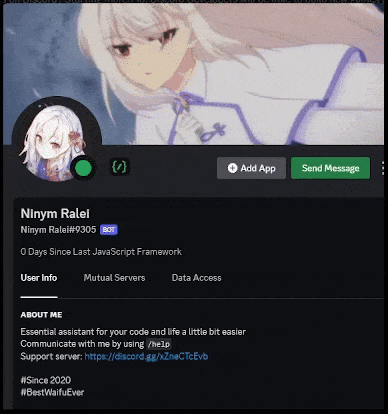 Add App
Send Message
Ninym Ralei
Ninym Ralei#9305 BOT
0 Days Since Last JavaScript Framework
User Info Mutual Servers Data Access
ABOUT ME
Essential assistant for your code and life a little bit easier
Communicate with me by using /help
Support server: https://discord.gg/xZneCTcEvb
#Since 2020
#BestWaifuEver